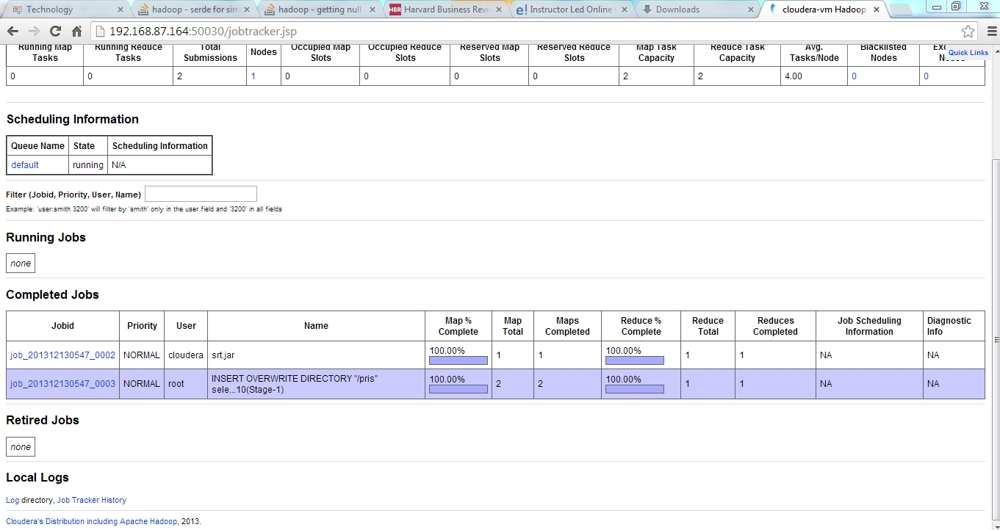 Technology
hadoop - serde for sim
hadoop - getting null
HBR Harvard Business Revi
e! Instructor Led Online
Downloads
cloudera-vm Hadoop
192.168.87.164:50030/jobtracker.jsp
Quick Links
Running Map Tasks Running Reduce Tasks Total Submissions Nodes Occupied Map Slots Occupied Reduce Slots Reserved Map Slots Reserved Reduce Slots Map Task Capacity Reduce Task Capacity Avg. Tasks/Node Blacklisted Nodes
0 0 2 1 0 0 0 0 2 2 4.00 0 0
Scheduling Information
Queue Name State Scheduling Information
default running N/A
Filter (Jobid, Priority, User, Name)
Example: 'user:smith 3200' will filter by 'smith' only in the user field and '3200' in all fields
Running Jobs
none
Completed Jobs
Jobid Priority User Name Map % Complete Map Total Maps Completed Reduce % Complete Reduce Total Reduces Completed Job Scheduling Information Diagnostic Info
job_201312130547_0002 NORMAL cloudera srt.jar 100.00% 1 1 100.00% 1 1 NA NA
job_201312130547_0003 NORMAL root INSERT OVERWRITE DIRECTORY "/pris" sele...10(Stage-1) 100.00% 2 2 100.00% 1 1 NA NA
Retired Jobs
none
Local Logs
Log directory, Job Tracker History
Cloudera's Distribution including Apache Hadoop, 2013.